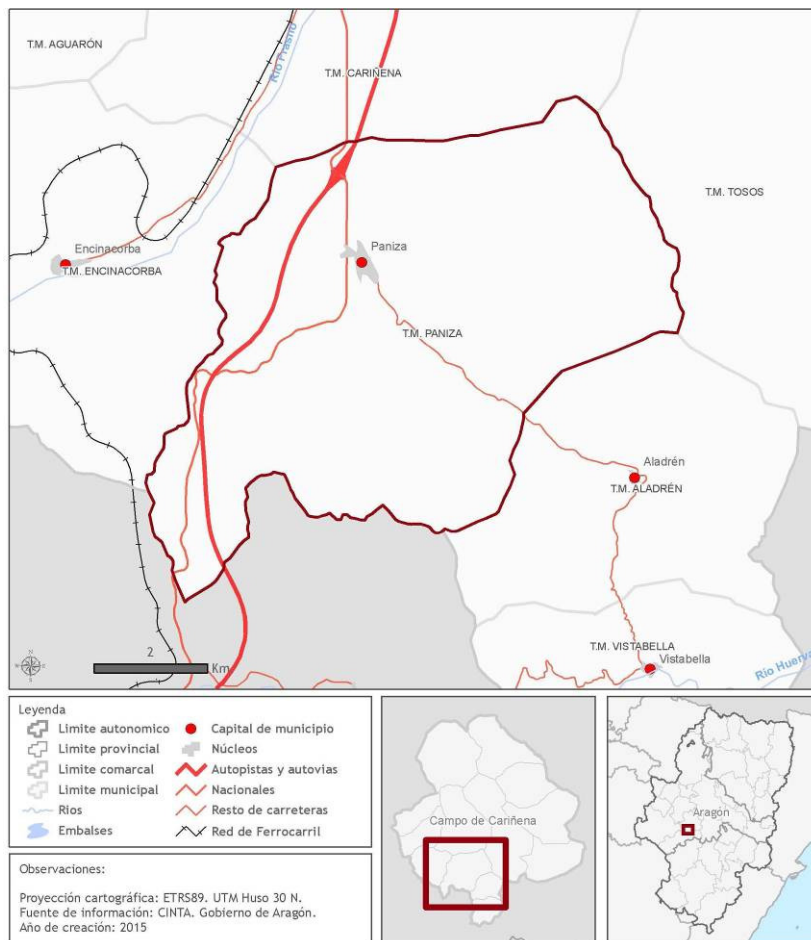 T.M. AGUARÓN
Río Frasno
T.M. CARIÑENA
T.M. TOSOS
Encinacorba
T.M. ENCINACORBA
Paniza
T.M. PANIZA
Aladrén
T.M. ALADRÉN
T.M. VISTABELLA
Vistabella
Río Huerva
2
Km
Leyenda
Limite autonomico
Limite provincial
Limite comarcal
Limite municipal
Rios
Embalses
Capital de municipio
Núcleos
Autopistas y autovias
Nacionales
Resto de carreteras
Red de Ferrocarril
Observaciones:
Proyección cartográfica: ETRS89. UTM Huso 30 N.
Fuente de información: CINTA. Gobierno de Aragón.
Año de creación: 2015
Campo de Cariñena
Aragón